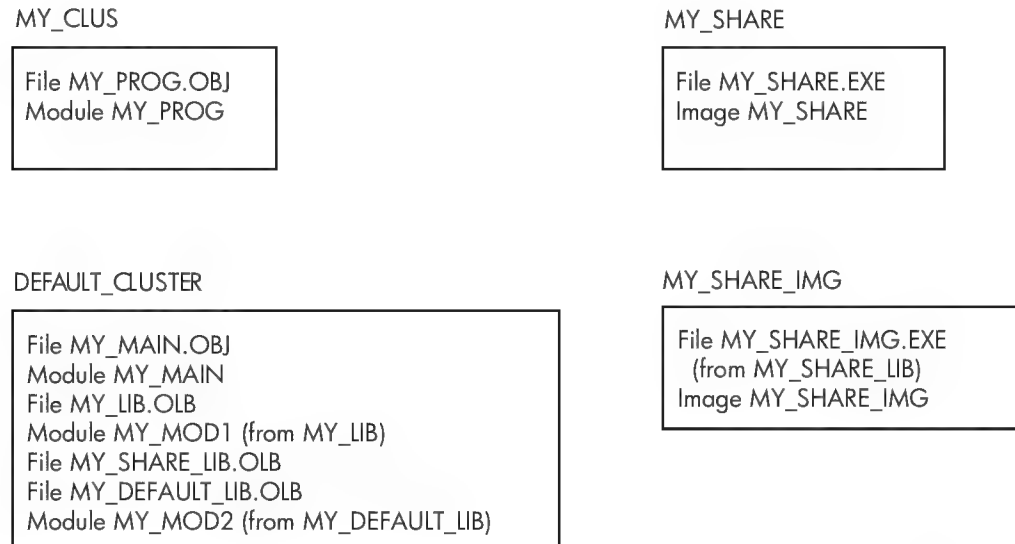 MY_CLUS
File MY_PROG.OBJ
Module MY_PROG
MY_SHARE
File MY_SHARE.EXE
Image MY_SHARE
DEFAULT_CLUSTER
File MY_MAIN.OBJ
Module MY_MAIN
File MY_LIB.OLB
Module MY_MOD1 (from MY_LIB)
File MY_SHARE_LIB.OLB
File MY_DEFAULT_LIB.OLB
Module MY_MOD2 (from MY_DEFAULT_LIB)
MY_SHARE_IMG
File MY_SHARE_IMG.EXE
(from MY_SHARE_LIB)
Image MY_SHARE_IMG